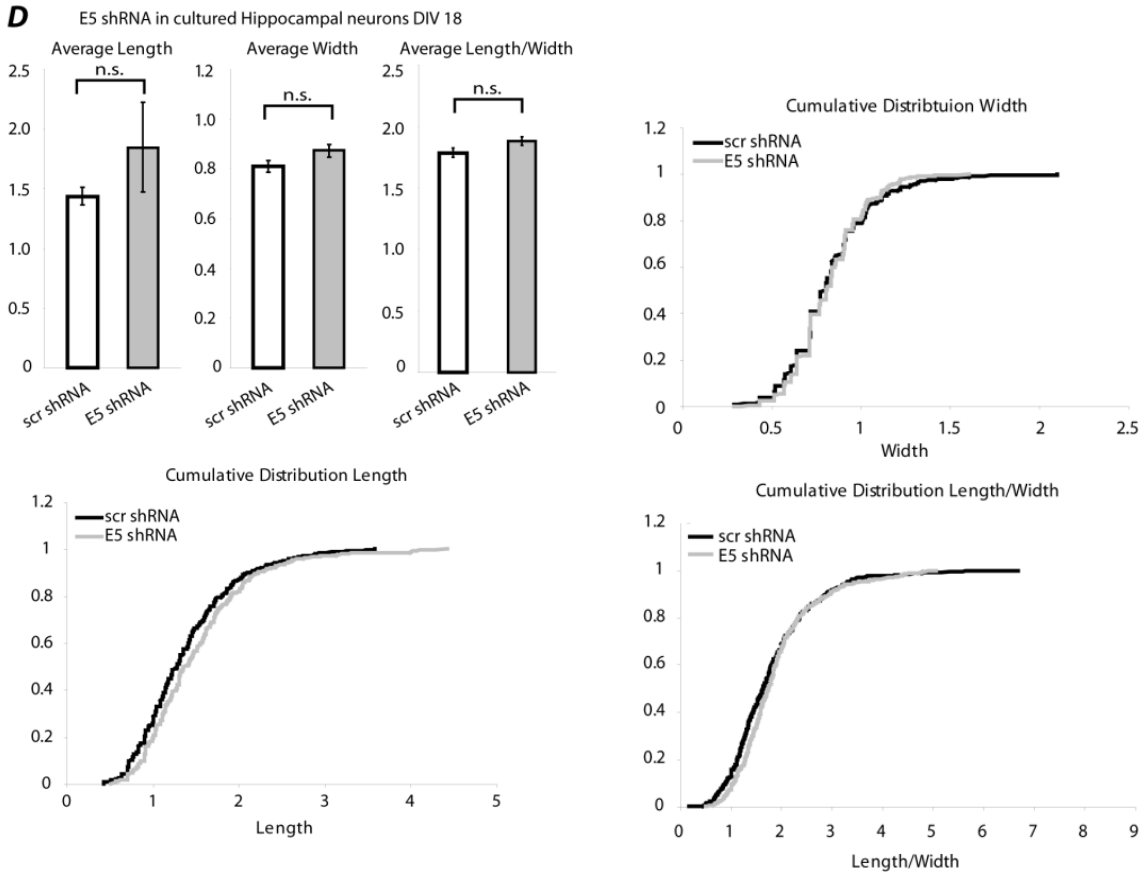 D
E5 shRNA in cultured Hippocampal neurons DIV 18
Average Length
2.5
2.0
1.5
1.0
0.5
0
n.s.
scr shRNA
E5 shRNA
Average Width
1.2
1.0
0.8
0.6
0.4
0.2
0
n.s.
scr shRNA
E5 shRNA
Average Length/Width
2.5
2.0
1.5
1.0
0.5
0
n.s.
scr shRNA
E5 shRNA
Cumulative Distribtuion Width
1.2
1
0.8
0.6
0.4
0.2
0
scr shRNA
E5 shRNA
0 0.5 1 1.5 2 2.5
Width
Cumulative Distribution Length
1.2
1
0.8
0.6
0.4
0.2
0
scr shRNA
E5 shRNA
0 1 2 3 4 5
Length
Cumulative Distribution Length/Width
1.2
1
0.8
0.6
0.4
0.2
0
scr shRNA
E5 shRNA
0 1 2 3 4 5 6 7 8 9
Length/Width